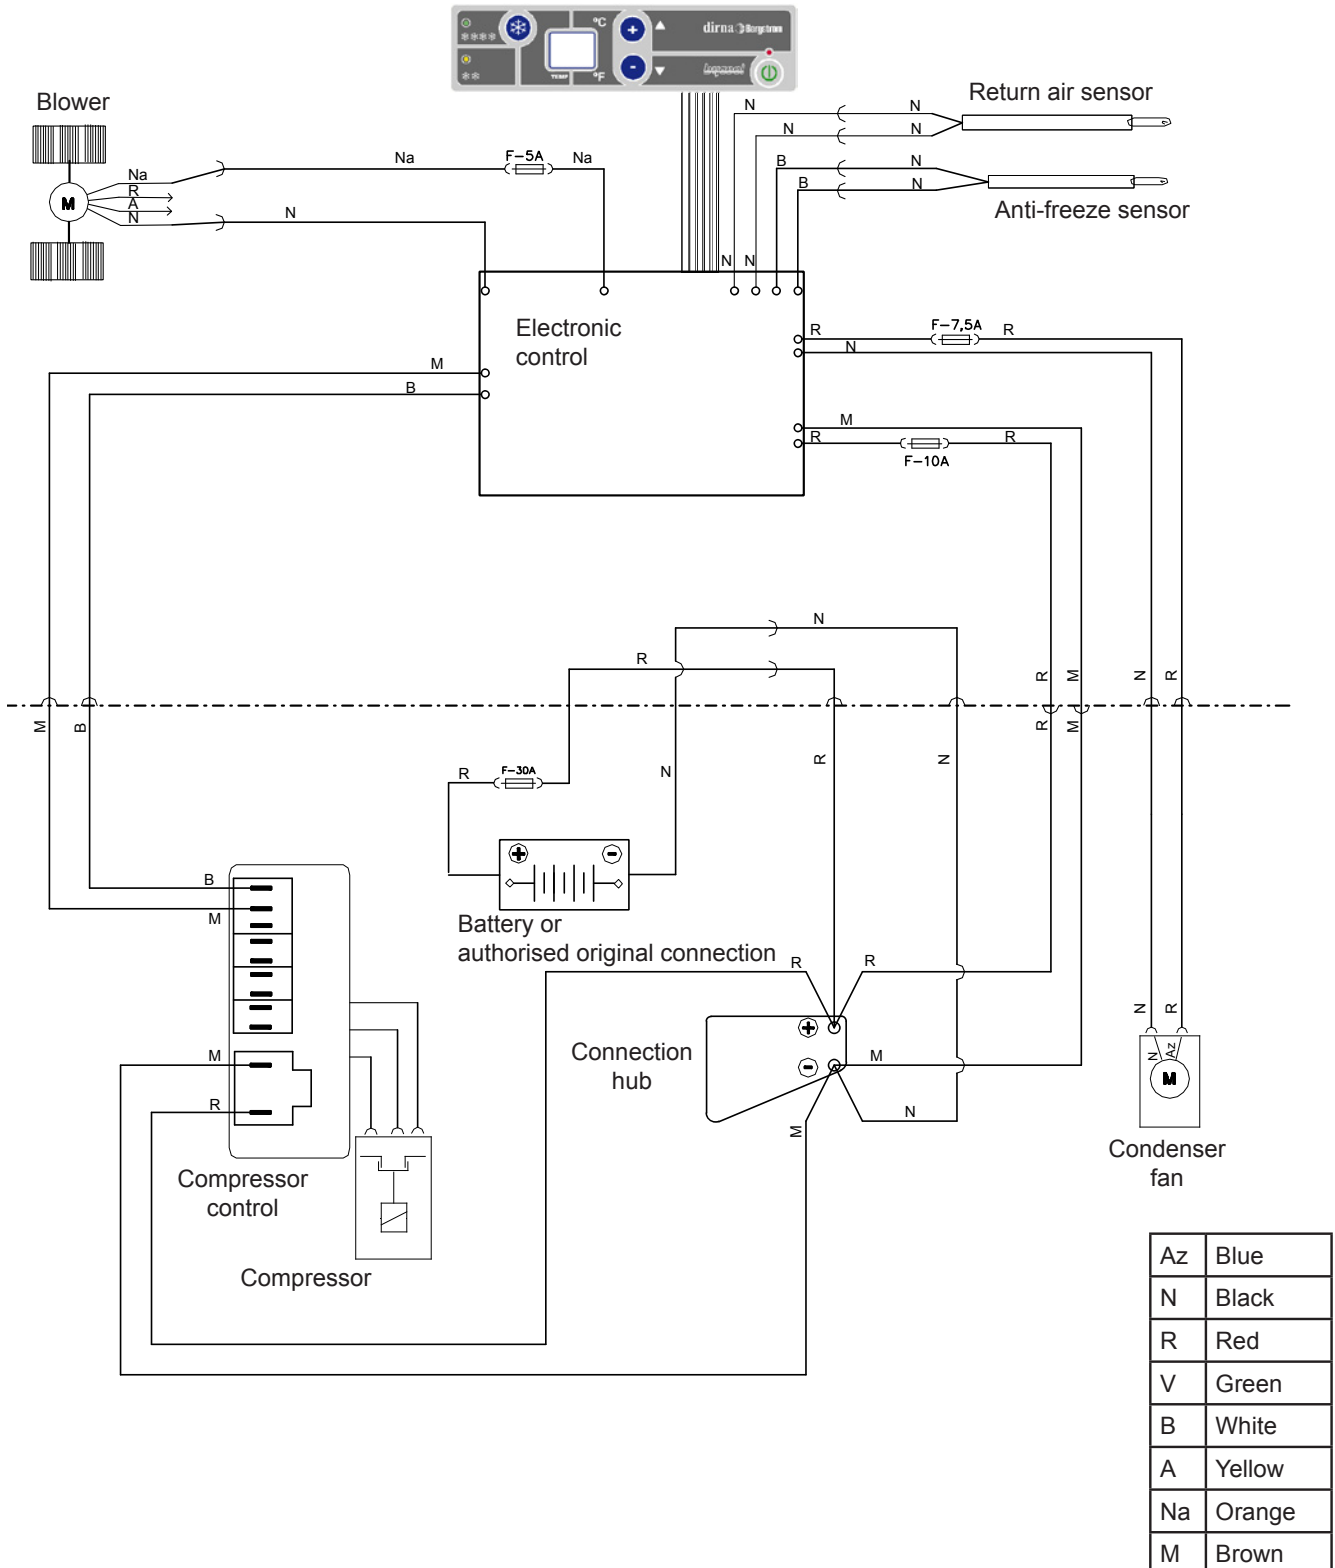 °C
dirna Bergstrom
TEMP
°F
Blower
Return air sensor
Anti-freeze sensor
N
N
N
N
B
N
B
N
Na
Na
F-5A
Na
R
A
N
N
M
N
N
Electronic
control
R
F-7,5A
R
N
M
B
M
R
R
F-10A
N
R
R
M
N
R
M
B
R
M
R
F-30A
N
R
N
B
M
Battery or
authorised original connection
R
R
Connection
hub
M
N
M
M
R
N
R
N
Az
M
Condenser
fan
Compressor
control
Compressor
Az Blue
N Black
R Red
V Green
B White
A Yellow
Na Orange
M Brown